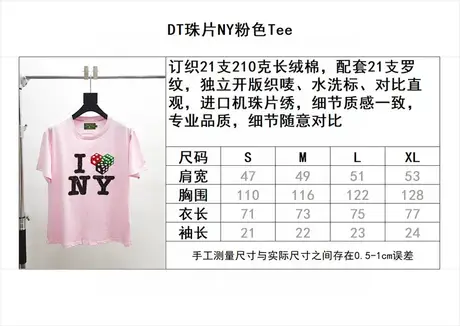 DT珠片NY粉色Tee
订织21支210克长绒棉，配套21支罗
纹，独立开版织唛、水洗标、对比直
观，进口机珠片绣，细节质感一致，
专业品质，细节随意对比
尺码 S M L XL
肩宽 47 49 51 53
胸围 110 116 122 128
衣长 71 73 75 77
袖长 21 22 23 24
手工测量尺寸与实际尺寸之间存在0.5-1cm误差
I
NY